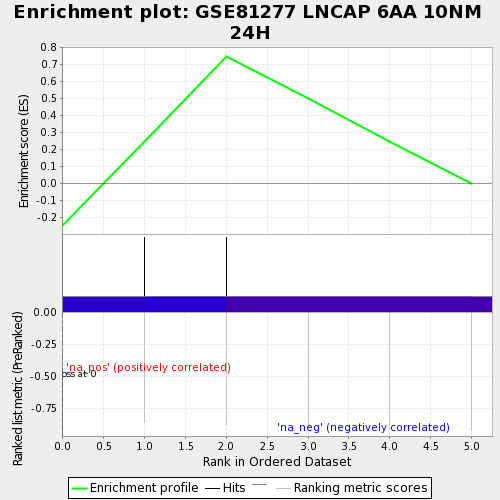 Enrichment plot: GSE81277 LNCAP 6AA 10NM
24H
Enrichment score (ES)
0.8
0.7
0.6
0.5
0.4
0.3
0.2
0.1
0.0
-0.1
-0.2
Ranked list metric (PreRanked)
0.00
-0.25
-0.50
-0.75
'na_pos' (positively correlated)
oss at 0
'na_neg' (negatively correlated)
0.0 0.5 1.0 1.5 2.0 2.5 3.0 3.5 4.0 4.5 5.0
Rank in Ordered Dataset
Enrichment profile Hits Ranking metric scores